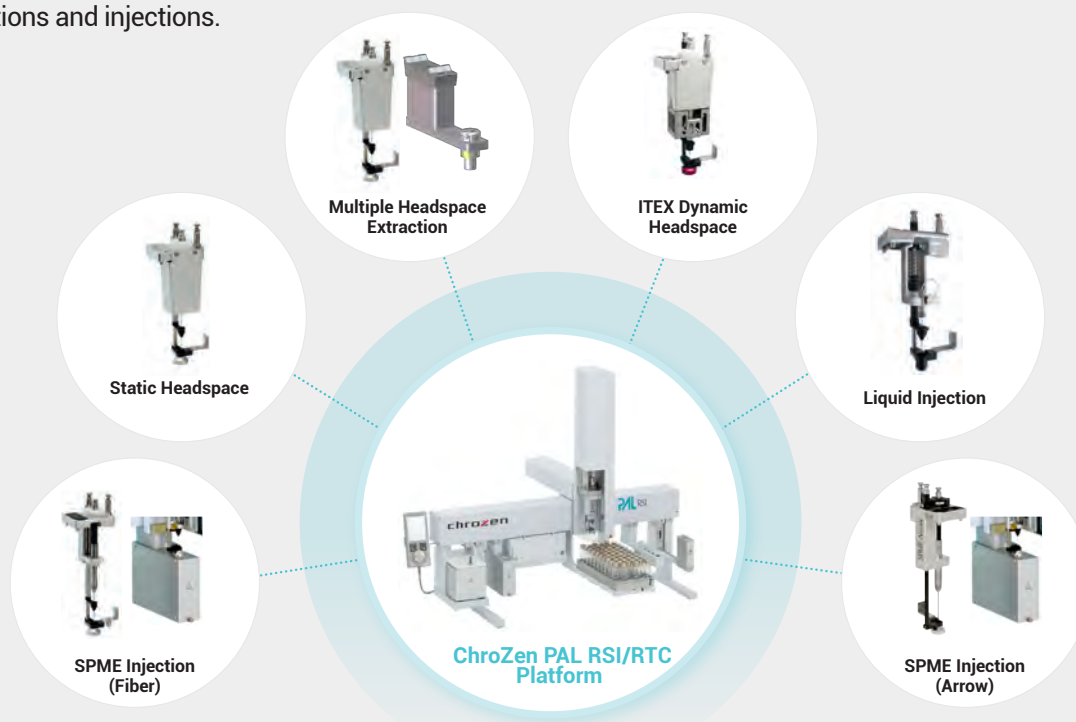 tions and injections.
Multiple Headspace
Extraction
ITEX Dynamic
Headspace
Static Headspace
Liquid Injection
chrozen
PAL RSI
SPME Injection
(Fiber)
ChroZen PAL RSI/RTC
Platform
SPME Injection
(Arrow)